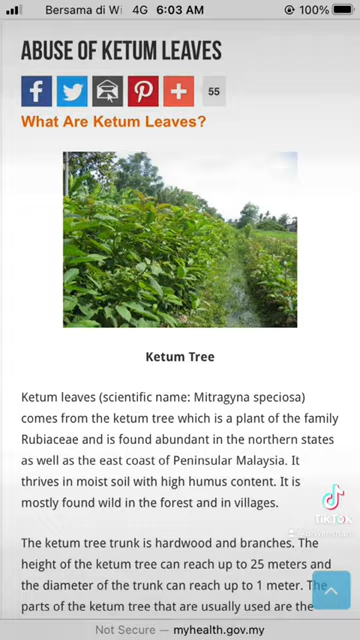 Bersama di Wi 4G 6:03 AM 100%
ABUSE OF KETUM LEAVES
55
What Are Ketum Leaves?
Ketum Tree
Ketum leaves (scientific name: Mitragyna speciosa)
comes from the ketum tree which is a plant of the family
Rubiaceae and is found abundant in the northern states
as well as the east coast of Peninsular Malaysia. It
thrives in moist soil with high humus content. It is
mostly found wild in the forest and in villages.
TikTok
The ketum tree trunk is hardwood and branches. The
height of the ketum tree can reach up to 25 meters and
the diameter of the trunk can reach up to 1 meter. The
parts of the ketum tree that are usually used are the
Not Secure — myhealth.gov.my